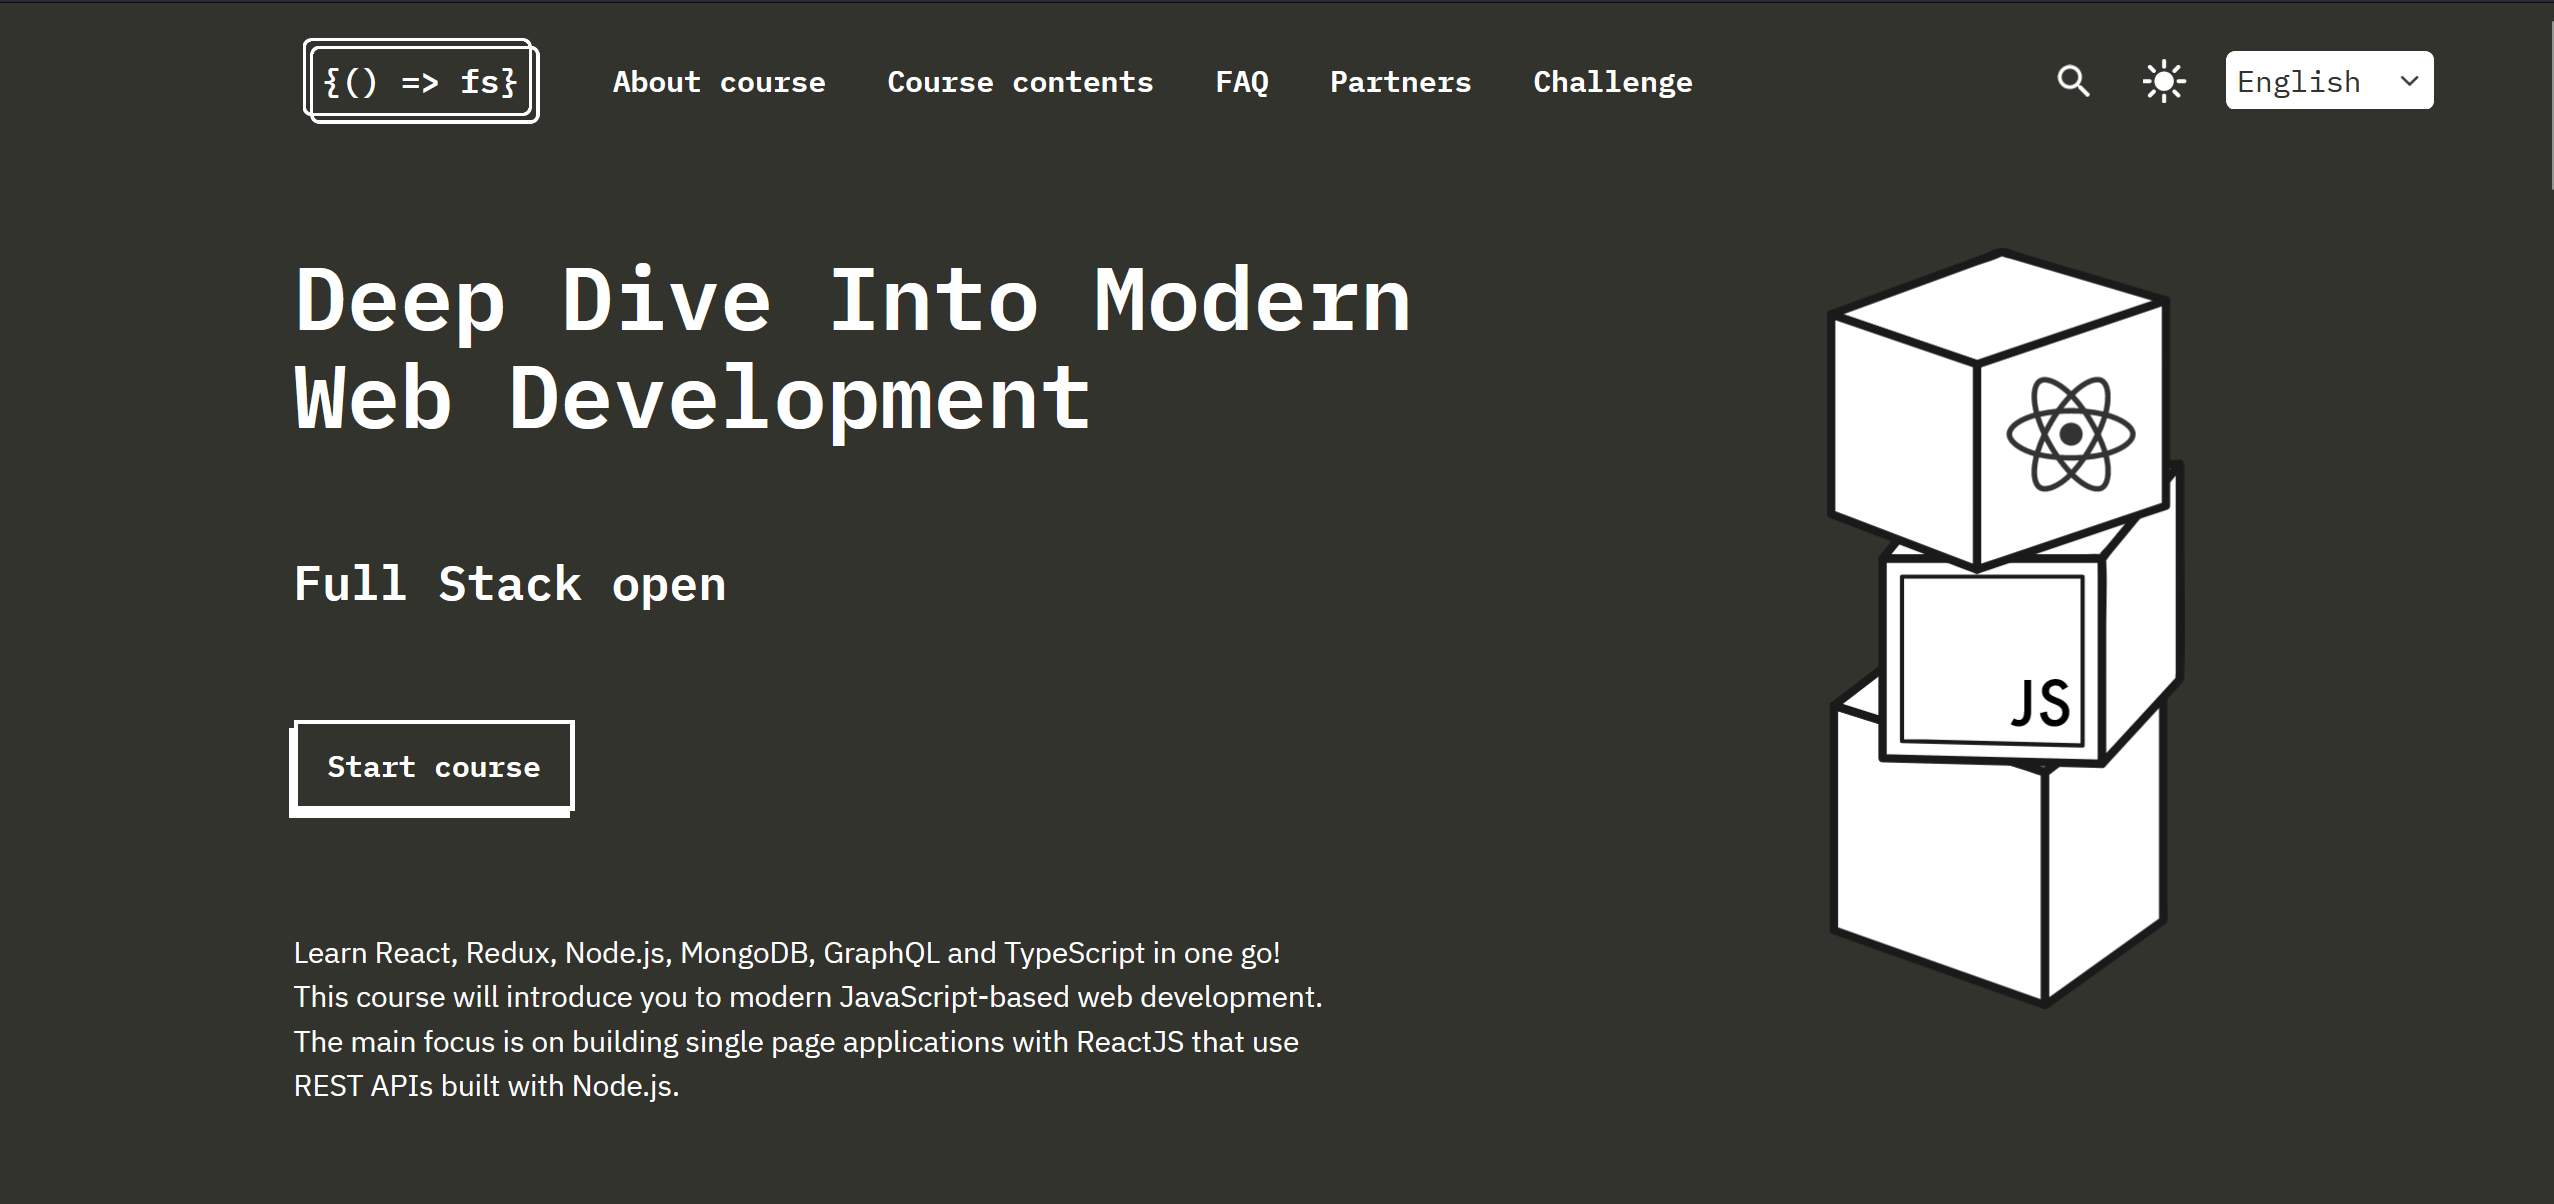 {() => fs}
About course
Course contents
FAQ
Partners
Challenge
English
Deep Dive Into Modern
Web Development
Full Stack open
Start course
Learn React, Redux, Node.js, MongoDB, GraphQL and TypeScript in one go!
This course will introduce you to modern JavaScript-based web development.
The main focus is on building single page applications with ReactJS that use
REST APIs built with Node.js.
JS